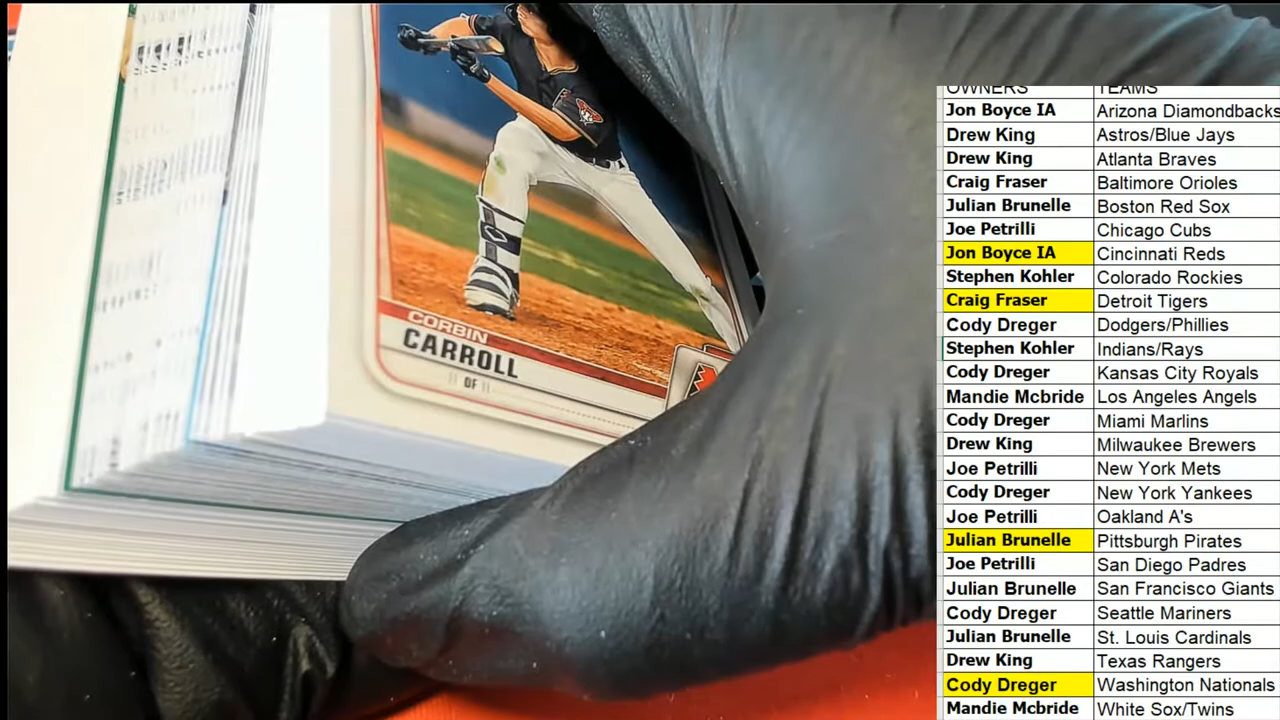 CORBIN
CARROLL
OF
OWNERS TEAMS
Jon Boyce IA Arizona Diamondbacks
Drew King Astros/Blue Jays
Drew King Atlanta Braves
Craig Fraser Baltimore Orioles
Julian Brunelle Boston Red Sox
Joe Petrilli Chicago Cubs
Jon Boyce IA Cincinnati Reds
Stephen Kohler Colorado Rockies
Craig Fraser Detroit Tigers
Cody Dreger Dodgers/Phillies
Stephen Kohler Indians/Rays
Cody Dreger Kansas City Royals
Mandie Mcbride Los Angeles Angels
Cody Dreger Miami Marlins
Drew King Milwaukee Brewers
Joe Petrilli New York Mets
Cody Dreger New York Yankees
Joe Petrilli Oakland A's
Julian Brunelle Pittsburgh Pirates
Joe Petrilli San Diego Padres
Julian Brunelle San Francisco Giants
Cody Dreger Seattle Mariners
Julian Brunelle St. Louis Cardinals
Drew King Texas Rangers
Cody Dreger Washington Nationals
Mandie Mcbride White Sox/Twins